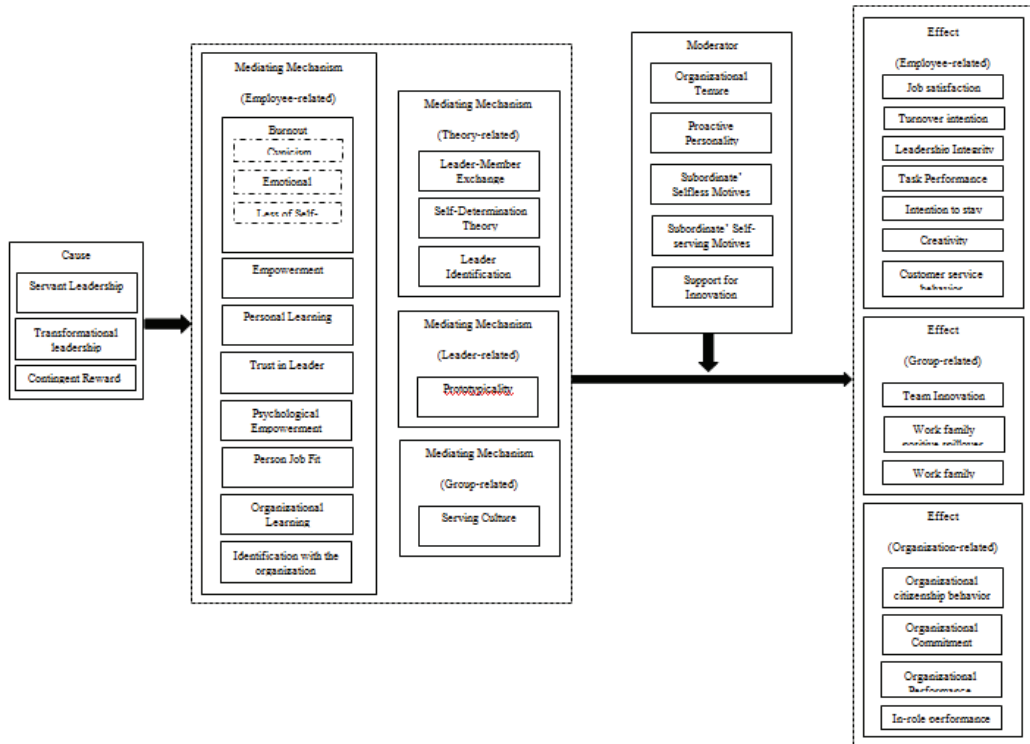 Cause
Servant Leadership
Transformational
leadership
Contingent Reward
Mediating Mechanism
(Employee-related)
Burnout
Cynicism
Emotional
Less of Self-
Empowerment
Personal Learning
Trust in Leader
Psychological
Empowerment
Person Job Fit
Organizational
Learning
Identification with the
organization
Mediating Mechanism
(Theory-related)
Leader-Member
Exchange
Self-Determination
Theory
Leader
Identification
Mediating Mechanism
(Leader-related)
Prototypicality
Mediating Mechanism
(Group-related)
Serving Culture
Moderator
Organizational
Tenure
Proactive
Personality
Subordinate’
Selfless Motives
Subordinate’ Self-
serving Motives
Support for
Innovation
Effect
(Employee-related)
Job satisfaction
Turnover intention
Leadership Integrity
Task Performance
Intention to stay
Creativity
Customer service
behavior
Effect
(Group-related)
Team Innovation
Work family
positive spillover
Work family
Effect
(Organization-related)
Organizational
citizenship behavior
Organizational
Commitment
Organizational
Performance
In-role performance